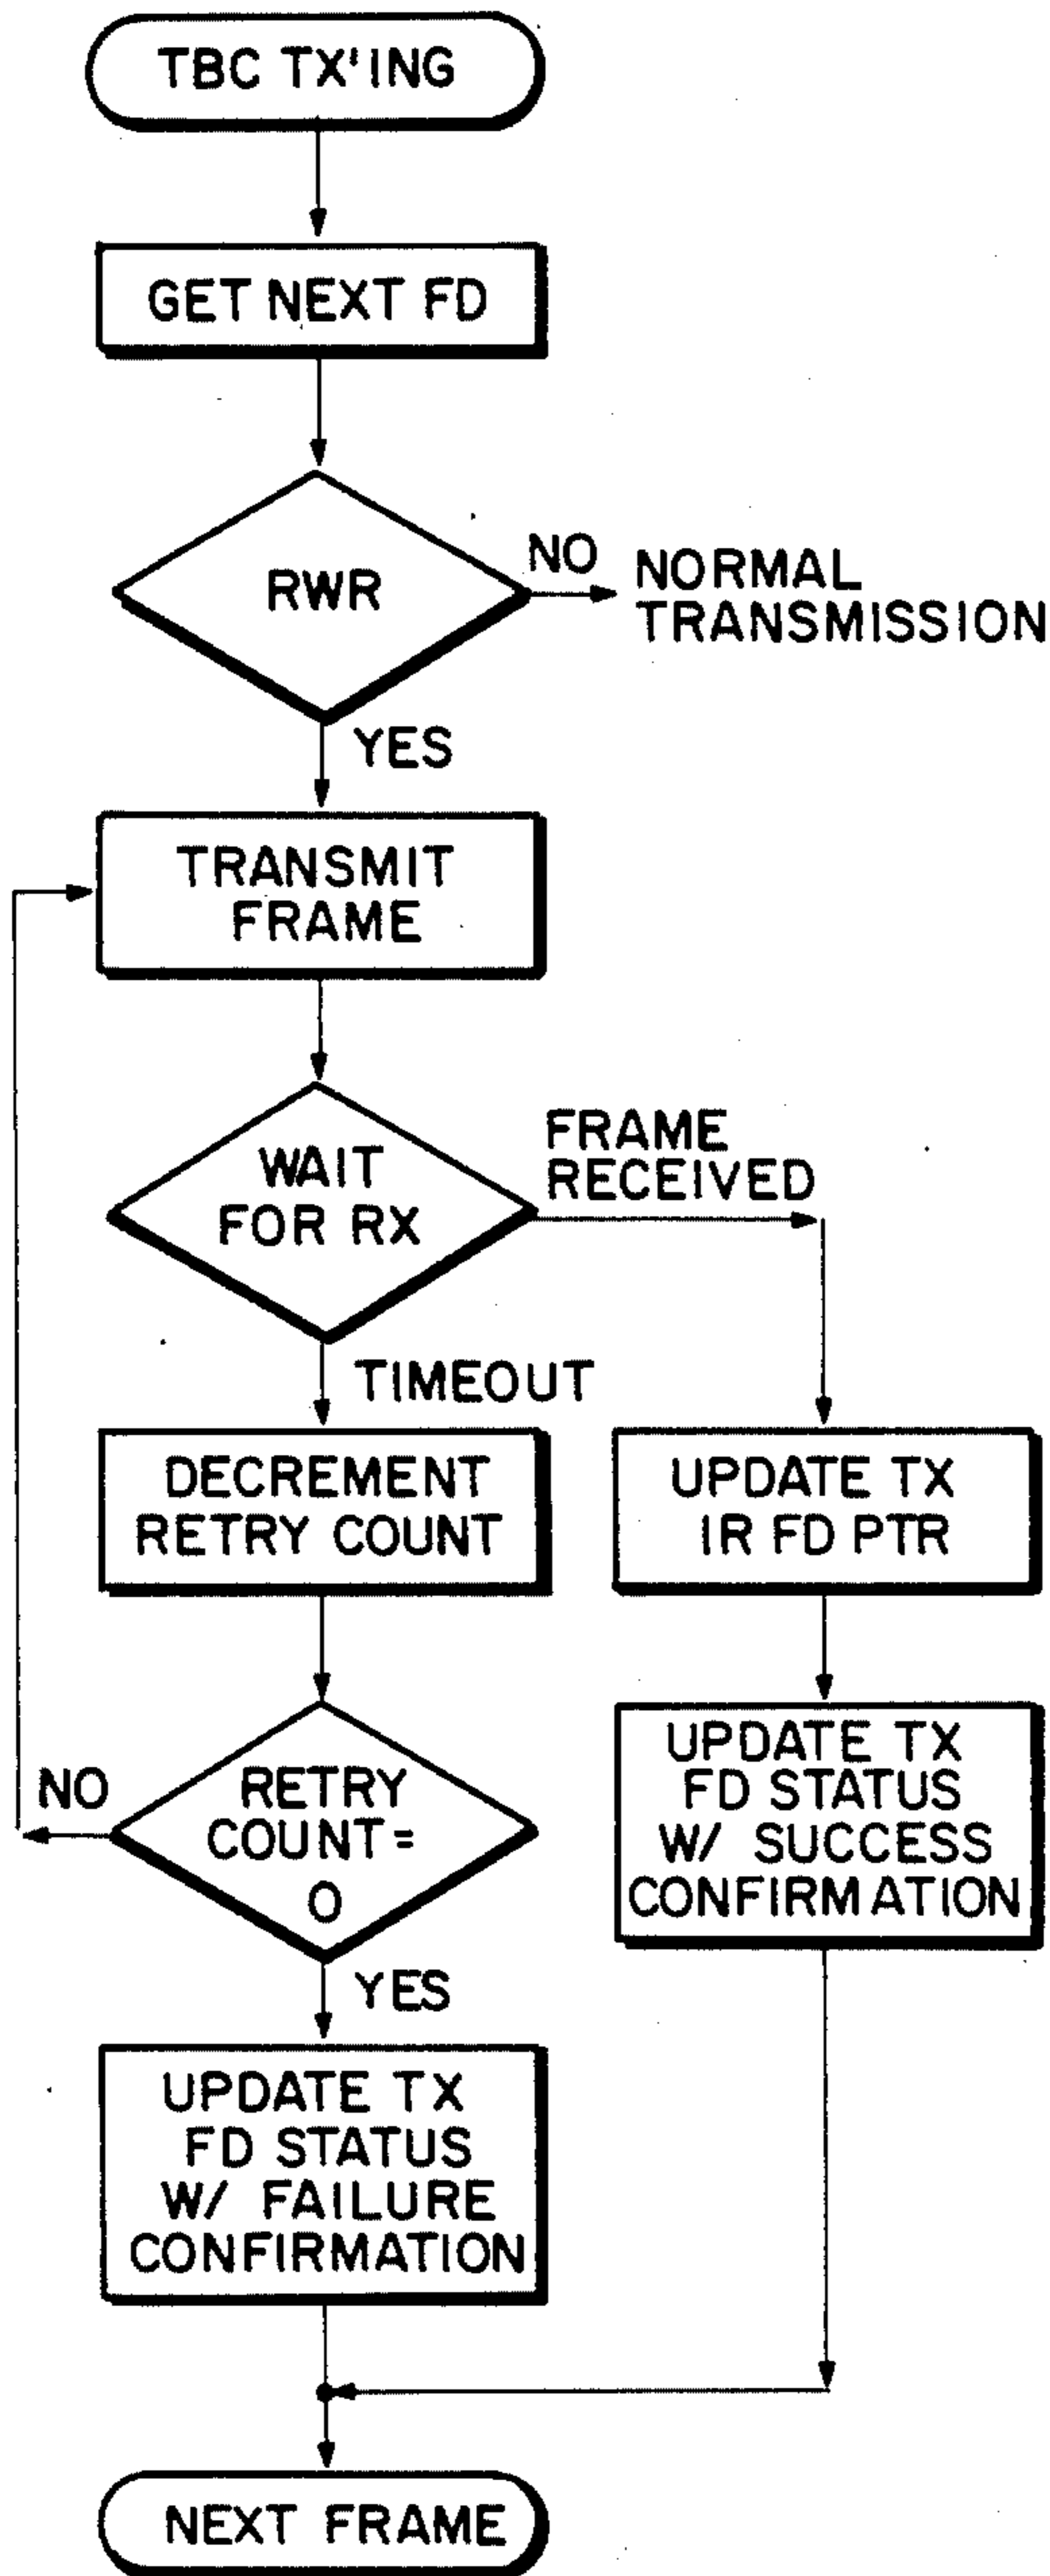 TBC TX'ING
GET NEXT FD
RWR
NO
NORMAL
TRANSMISSION
YES
TRANSMIT
FRAME
WAIT
FOR RX
FRAME
RECEIVED
TIMEOUT
DECREMENT
RETRY COUNT
UPDATE TX
IR FD PTR
RETRY
COUNT=
0
NO
YES
UPDATE TX
FD STATUS
W/ SUCCESS
CONFIRMATION
UPDATE TX
FD STATUS
W/ FAILURE
CONFIRMATION
NEXT FRAME